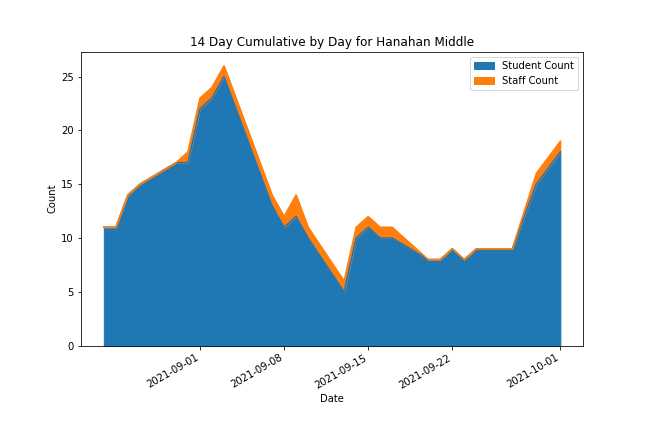 14 Day Cumulative by Day for Hanahan Middle
Student Count
Staff Count
Count
25
20
15
10
5
0
2021-09-01
2021-09-08
2021-09-15
2021-09-22
2021-10-01
Date